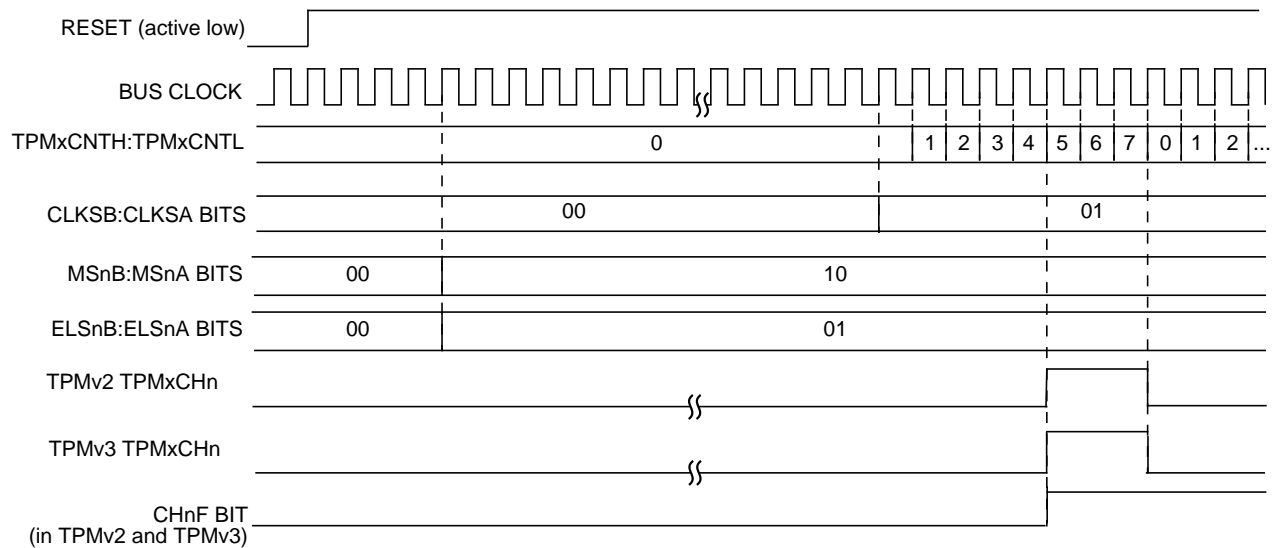 RESET (active low)
BUS CLOCK
TPMxCNTH:TPMxCNTL 0 1 2 3 4 5 6 7 0 1 2 ...
CLKSB:CLKSA BITS 00 01
MSnB:MSnA BITS 00 10
ELSnB:ELSnA BITS 00 01
TPMv2 TPMxCHn
TPMv3 TPMxCHn
CHnF BIT
(in TPMv2 and TPMv3)